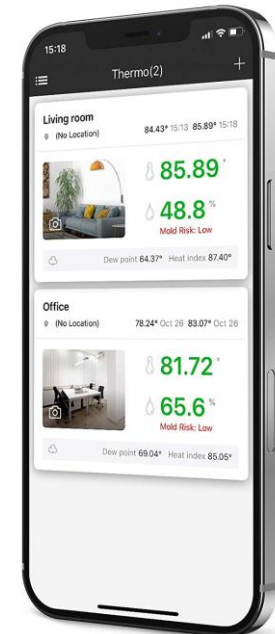 15:18
Thermo(2)
+
Living room
(No Location) 84.43° 15:13 85.89° 15:18
85.89°
48.8%
Mold Risk: Low
Dew point 64.37° Heat index 87.40°
Office
(No Location) 78.24° Oct 26 83.07° Oct 26
81.72°
65.6%
Mold Risk: Low
Dew point 69.04° Heat index 85.05°